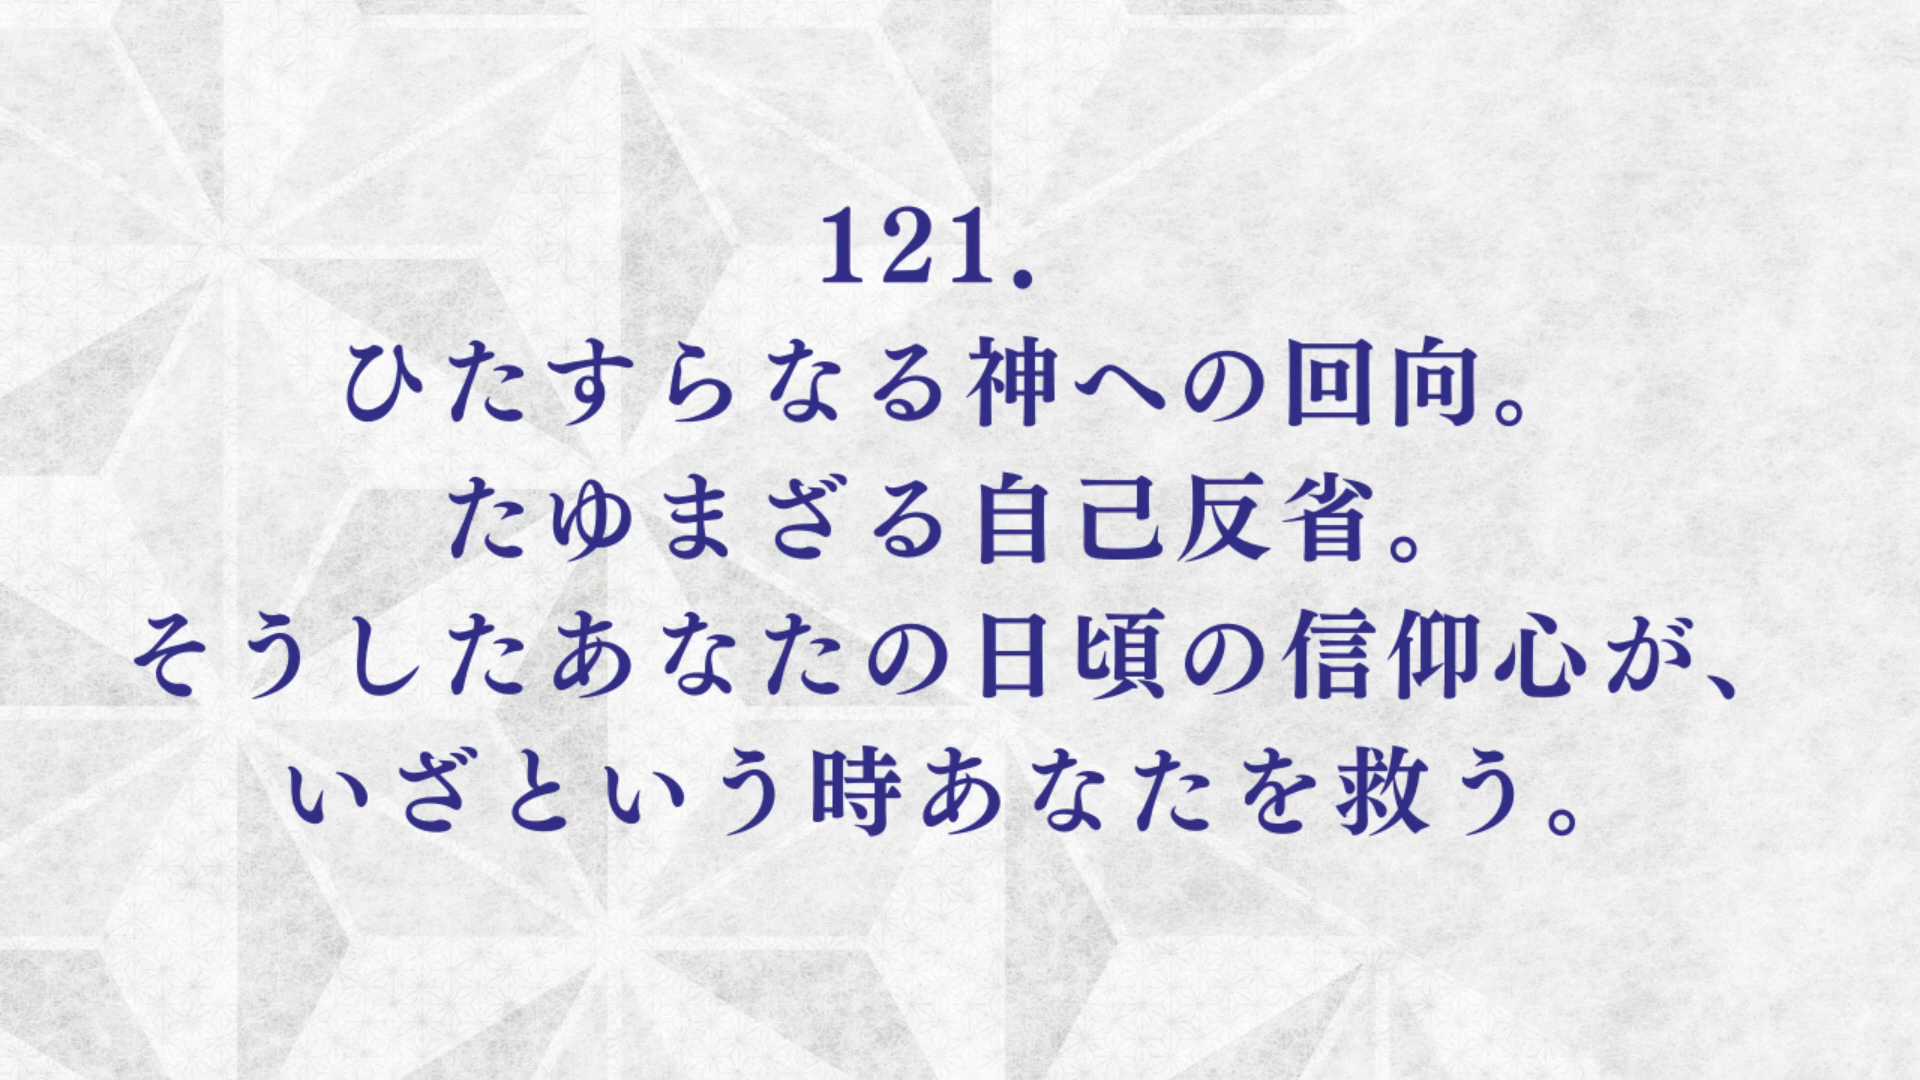 121.
ひたすらなる神への回向。
たゆまざる自己反省。
そうしたあなたの日頃の信仰心が、
いざという時あなたを救う。